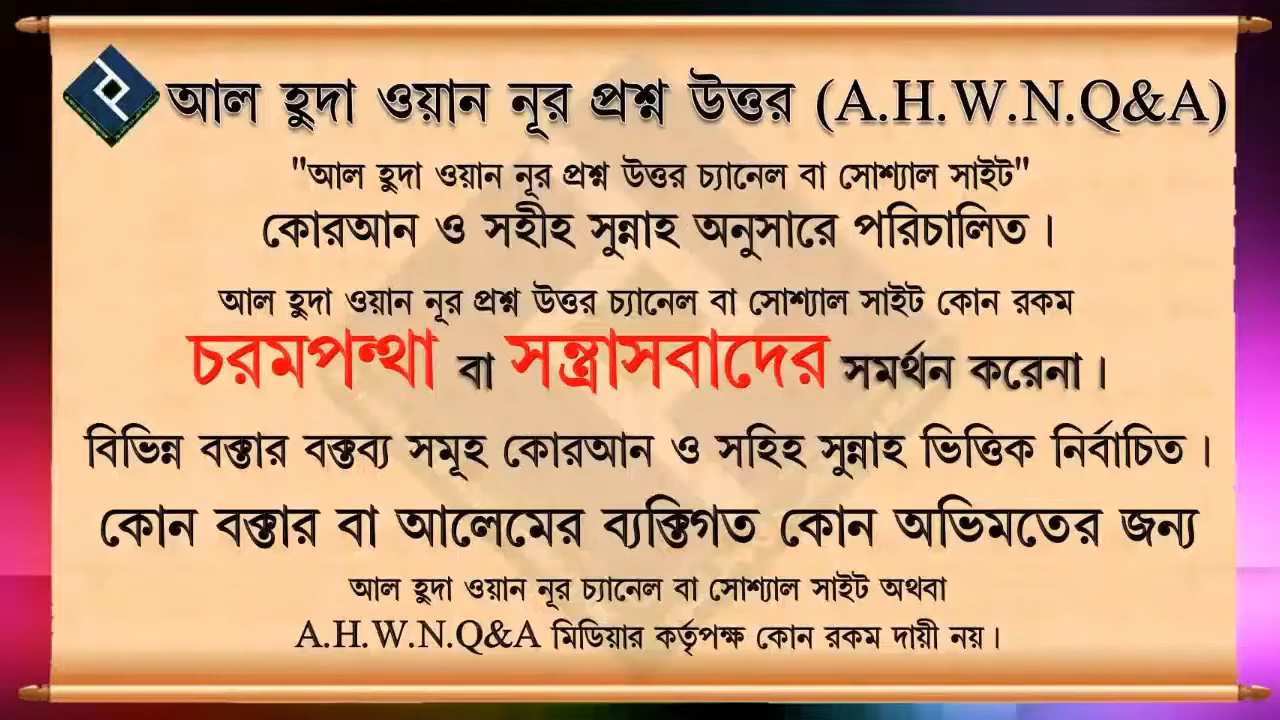 আল হুদা ওয়ান নূর প্রশ্ন উত্তর (A.H.W.N.Q&A)
"আল হুদা ওয়ান নূর প্রশ্ন উত্তর চ্যানেল বা সোশ্যাল সাইট"
কোরআন ও সহীহ সুন্নাহ অনুসারে পরিচালিত।
আল হুদা ওয়ান নূর প্রশ্ন উত্তর চ্যানেল বা সোশ্যাল সাইট কোন রকম
চরমপন্থা বা সন্ত্রাসবাদের সমর্থন করেনা।
বিভিন্ন বক্তার বক্তব্য সমূহ কোরআন ও সহিহ সুন্নাহ ভিত্তিক নির্বাচিত।
কোন বক্তার বা আলেমের ব্যক্তিগত কোন অভিমতের জন্য
আল হুদা ওয়ান নূর চ্যানেল বা সোশ্যাল সাইট অথবা
A.H.W.N.Q&A মিডিয়ার কর্তৃপক্ষ কোন রকম দায়ী নয়।